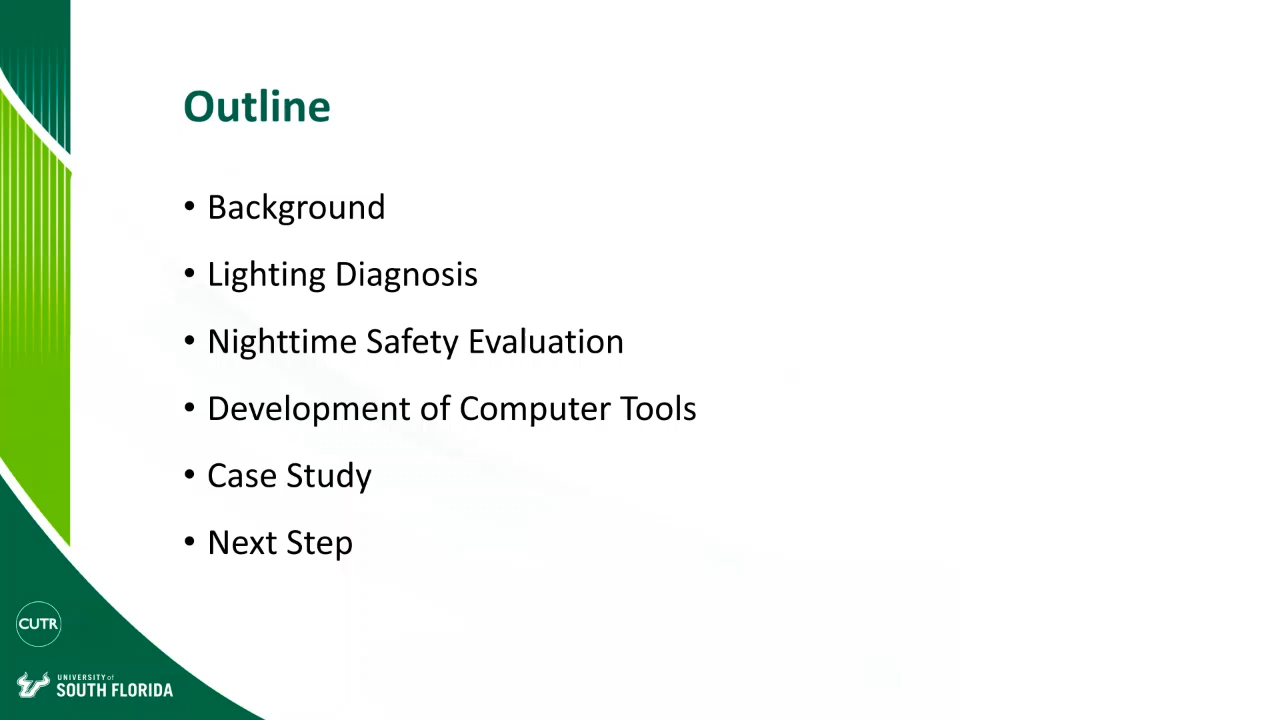 Outline
• Background
• Lighting Diagnosis
• Nighttime Safety Evaluation
• Development of Computer Tools
• Case Study
• Next Step
CUTR
UNIVERSITY of
SOUTH FLORIDA